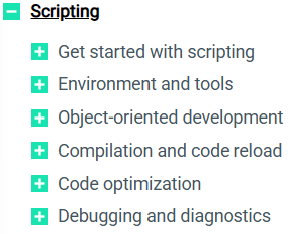 Scripting
Get started with scripting
Environment and tools
Object-oriented development
Compilation and code reload
Code optimization
Debugging and diagnostics